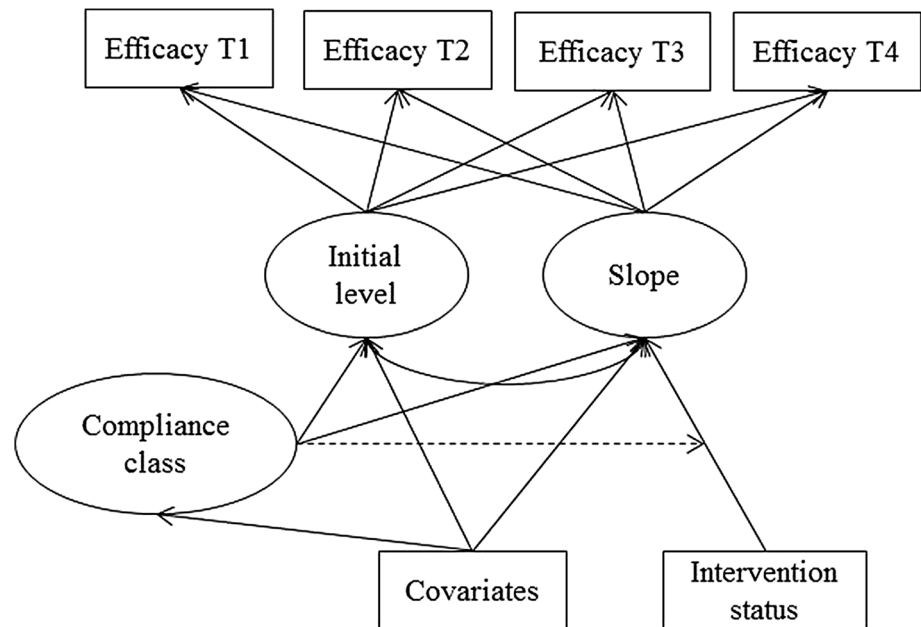 Efficacy T1
Efficacy T2
Efficacy T3
Efficacy T4
Initial
level
Slope
Compliance
class
Covariates
Intervention
status